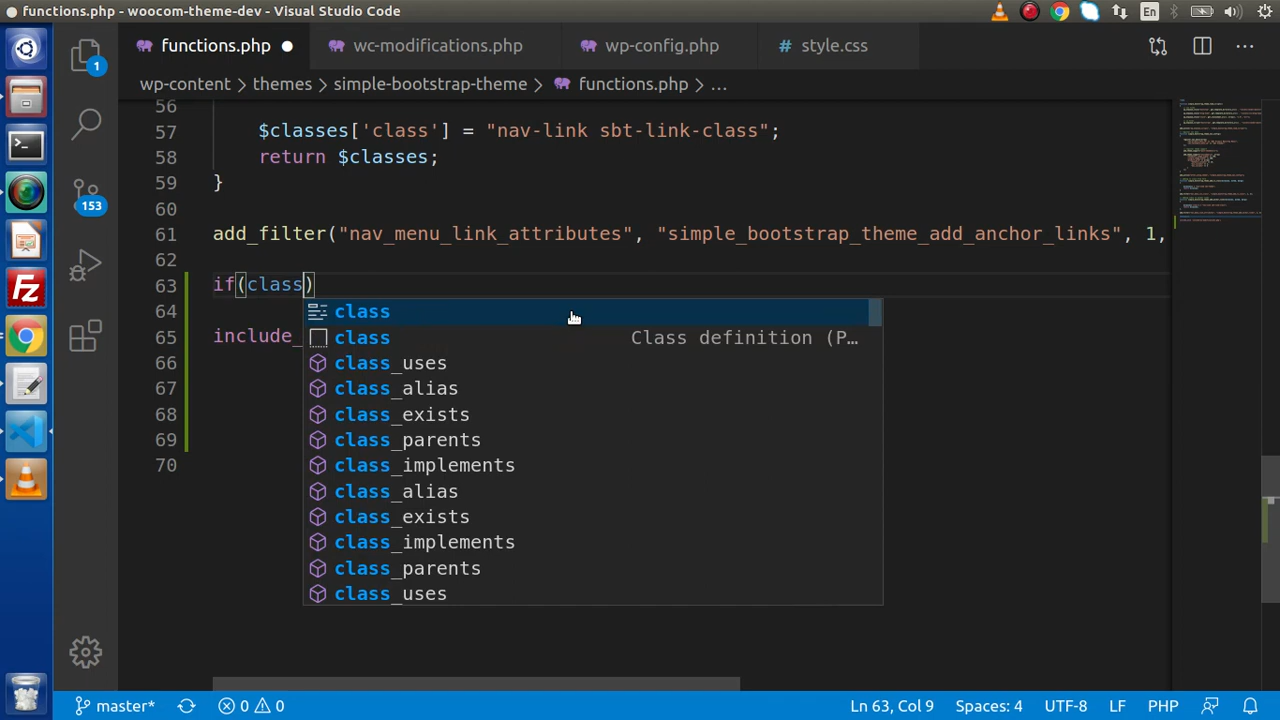 functions.php - woocom-theme-dev - Visual Studio Code
En
functions.php
wc-modifications.php
wp-config.php
style.css
wp-content > themes > simple-bootstrap-theme > functions.php > ...
1
153
56
57 $classes['class'] = "nav-link sbt-link-class";
58 return $classes;
59 }
60
61 add_filter("nav_menu_link_attributes", "simple_bootstrap_theme_add_anchor_links", 1,
62
63 if(class)
64
65 include_
66
67
68
69
70
class
class Class definition (P…
class_uses
class_alias
class_exists
class_parents
class_implements
class_alias
class_exists
class_implements
class_parents
class_uses
master* 0 0 Ln 63, Col 9 Spaces: 4 UTF-8 LF PHP